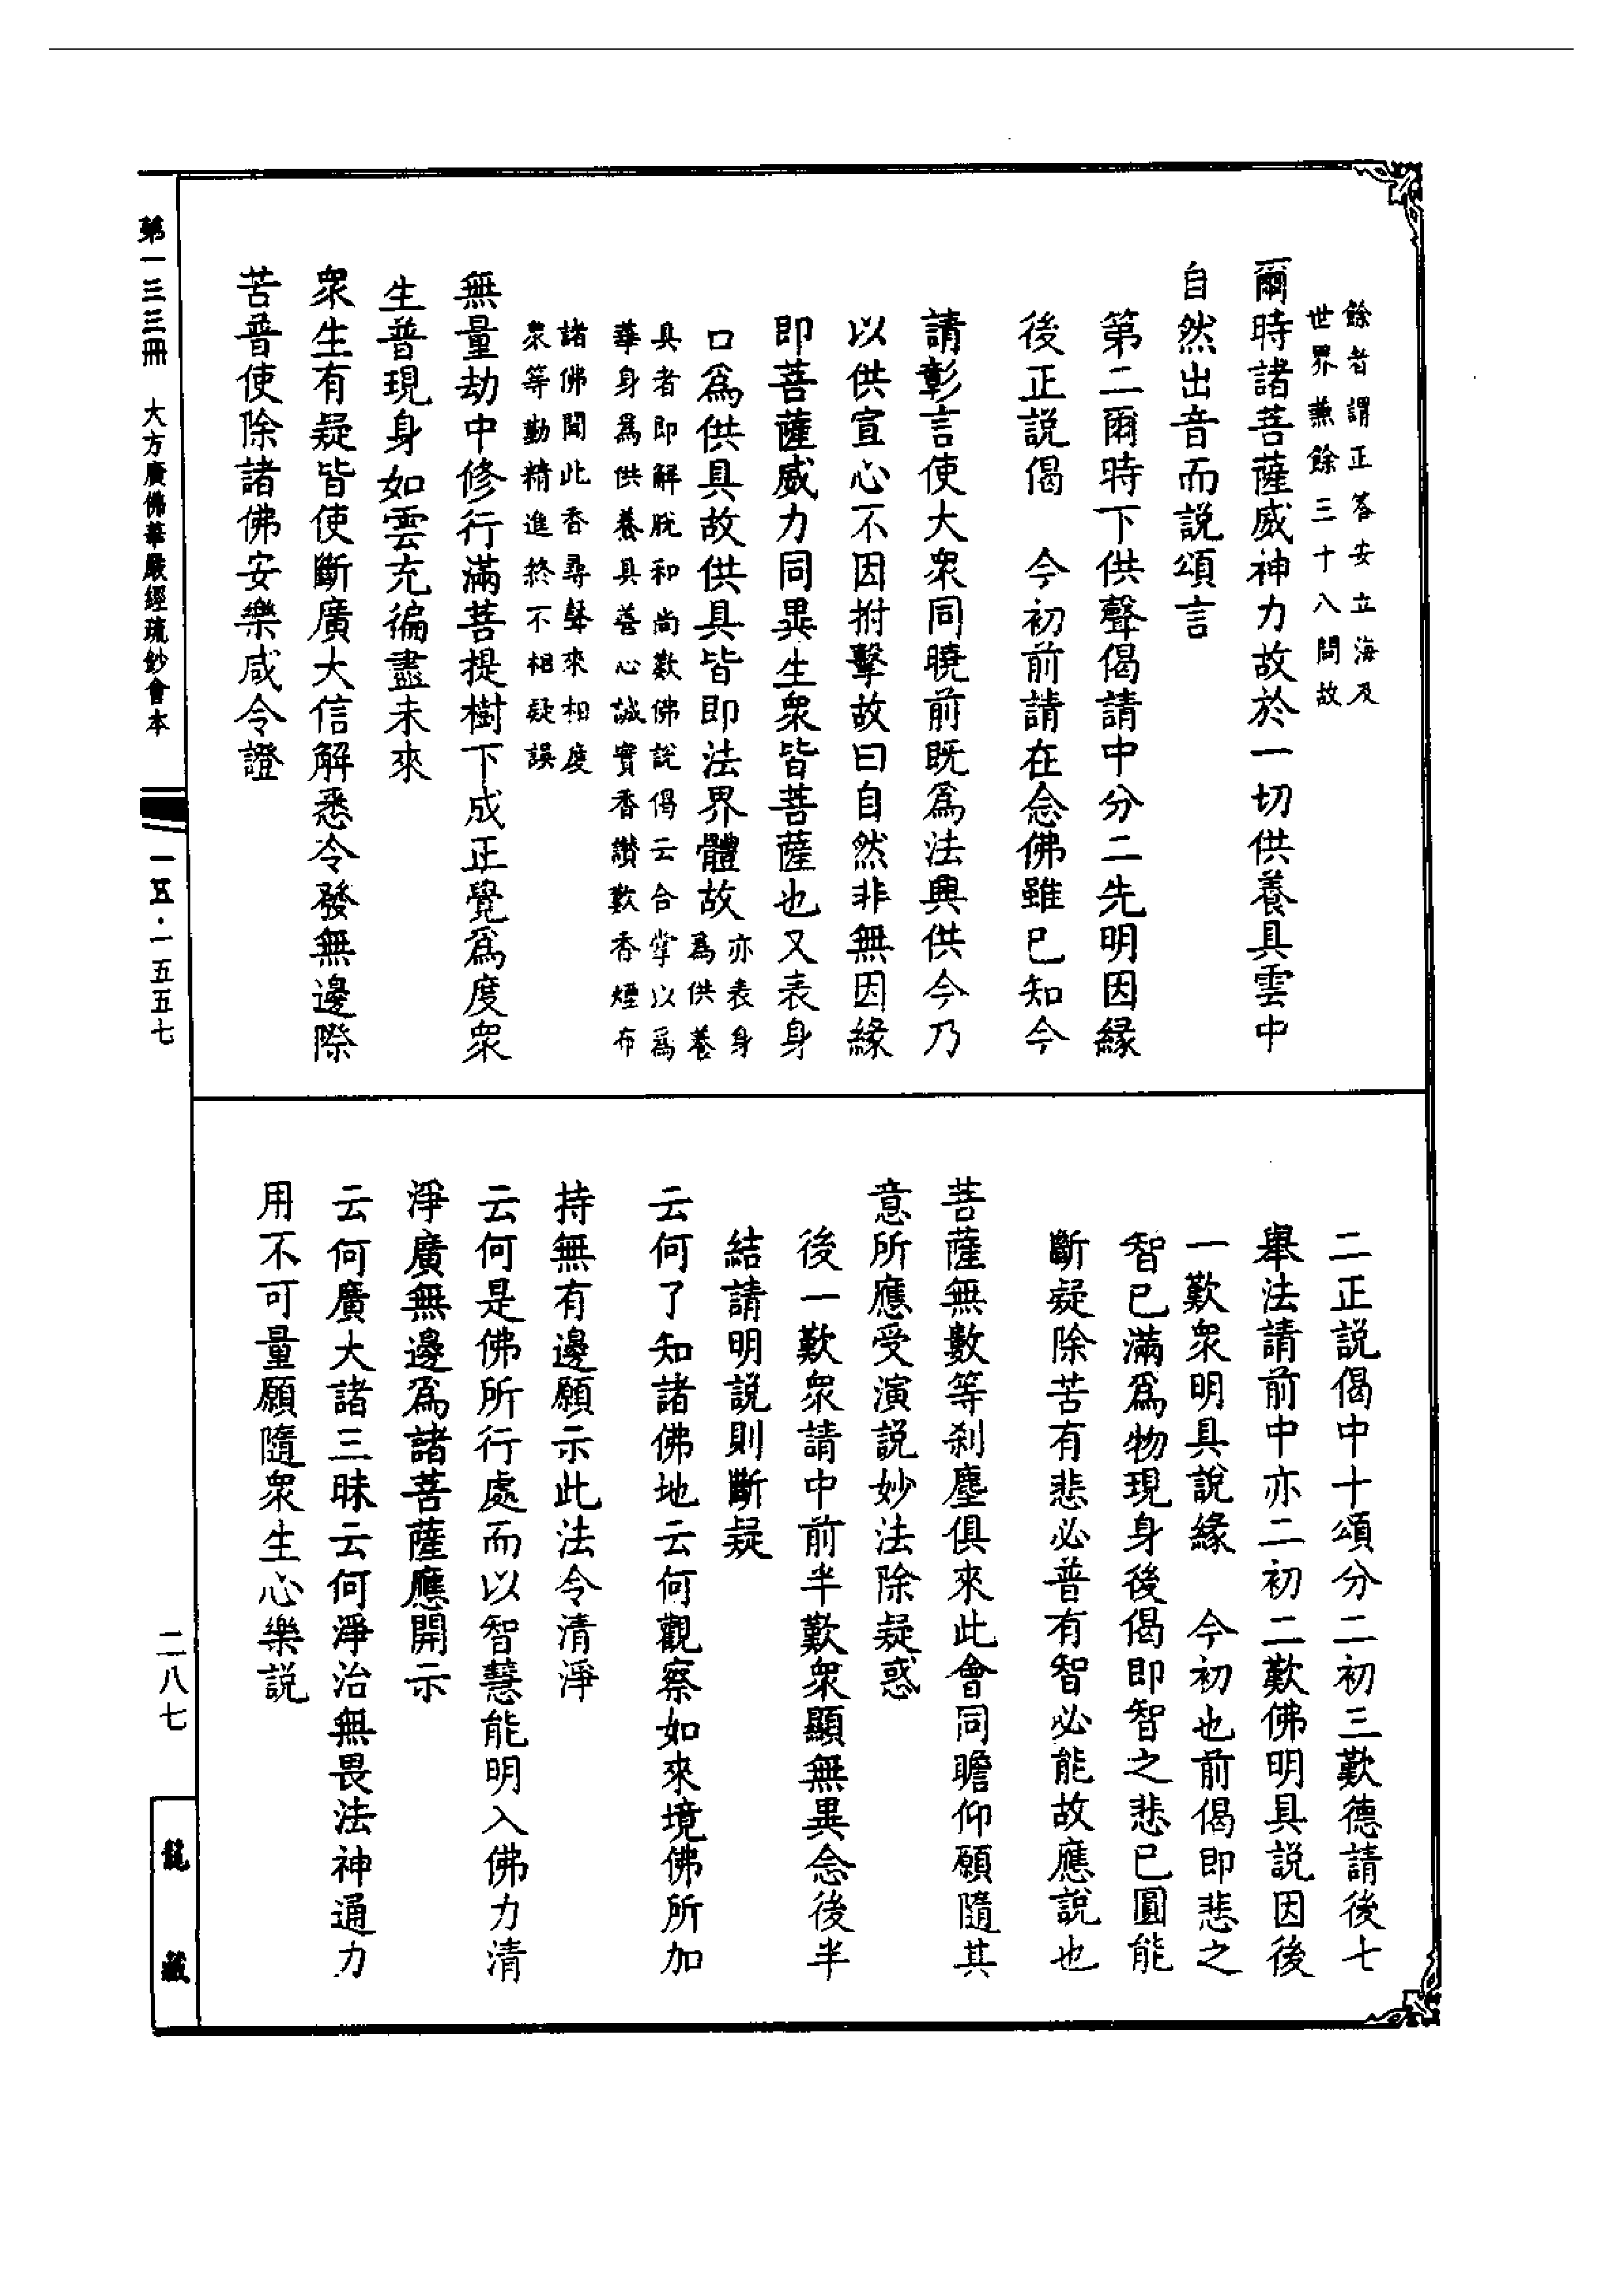 餘者謂正答安立海及
世界兼餘三十八問故
爾時諸菩薩威神力故於一切供養具雲中
自然出音而説頌言
第二爾時下供聲偈請中分二先明因緣
後正説偈　今初前請在念佛雖已知今
請彰言使大衆同曉前既爲法興供今乃
以供宣心不因拊擊故曰自然非無因緣
即菩薩威力同異生衆皆菩薩也又表身
口爲供具故供具皆即法界體故
亦表身
爲供養
具者即解脱和尚歎佛説偈云合掌以爲
華身爲供養具善心誠實香讚歎香煙布
諸佛聞此香尋聲來相度
衆等勤精進終不相疑誤
無量劫中修行滿菩提樹下成正覺爲度衆
生普現身如雲充徧盡未來
衆生有疑皆使斷廣大信解悉令發無邊際
苦普使除諸佛安樂咸令證
二正説偈中十頌分二初三歎德請後七
舉法請前中亦二初二歎佛明具説因後
一歎衆明具説緣　今初也前偈即悲之
智已滿爲物現身後偈即智之悲已圓能
斷疑除苦有悲必普有智必能故應説也
菩薩無數等刹塵俱來此會同瞻仰願隨其
意所應受演説妙法除疑惑
後一歎衆請中前半歎衆顯無異念後半
結請明説則斷疑
云何了知諸佛地云何觀察如來境佛所加
持無有邊願示此法令清淨
云何是佛所行處而以智慧能明入佛力清
淨廣無邊爲諸菩薩應開示
云何廣大諸三昧云何淨治無畏法神通力
用不可量願隨衆生心樂説
第一三三冊　大方廣佛華嚴經疏鈔會本
一五五·一五五七
二八七
龍藏